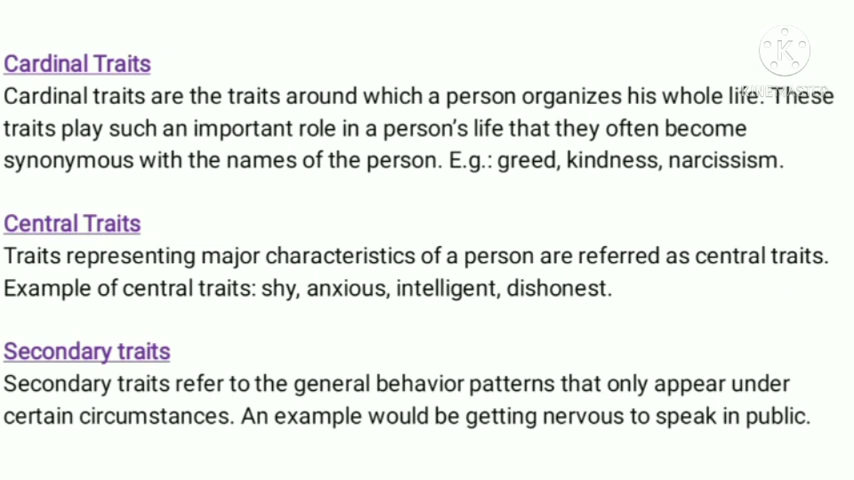 Cardinal Traits
Cardinal traits are the traits around which a person organizes his whole life. These
traits play such an important role in a person's life that they often become
synonymous with the names of the person. E.g.: greed, kindness, narcissism.
Central Traits
Traits representing major characteristics of a person are referred as central traits.
Example of central traits: shy, anxious, intelligent, dishonest.
Secondary traits
Secondary traits refer to the general behavior patterns that only appear under
certain circumstances. An example would be getting nervous to speak in public.
K
KINEMASTER